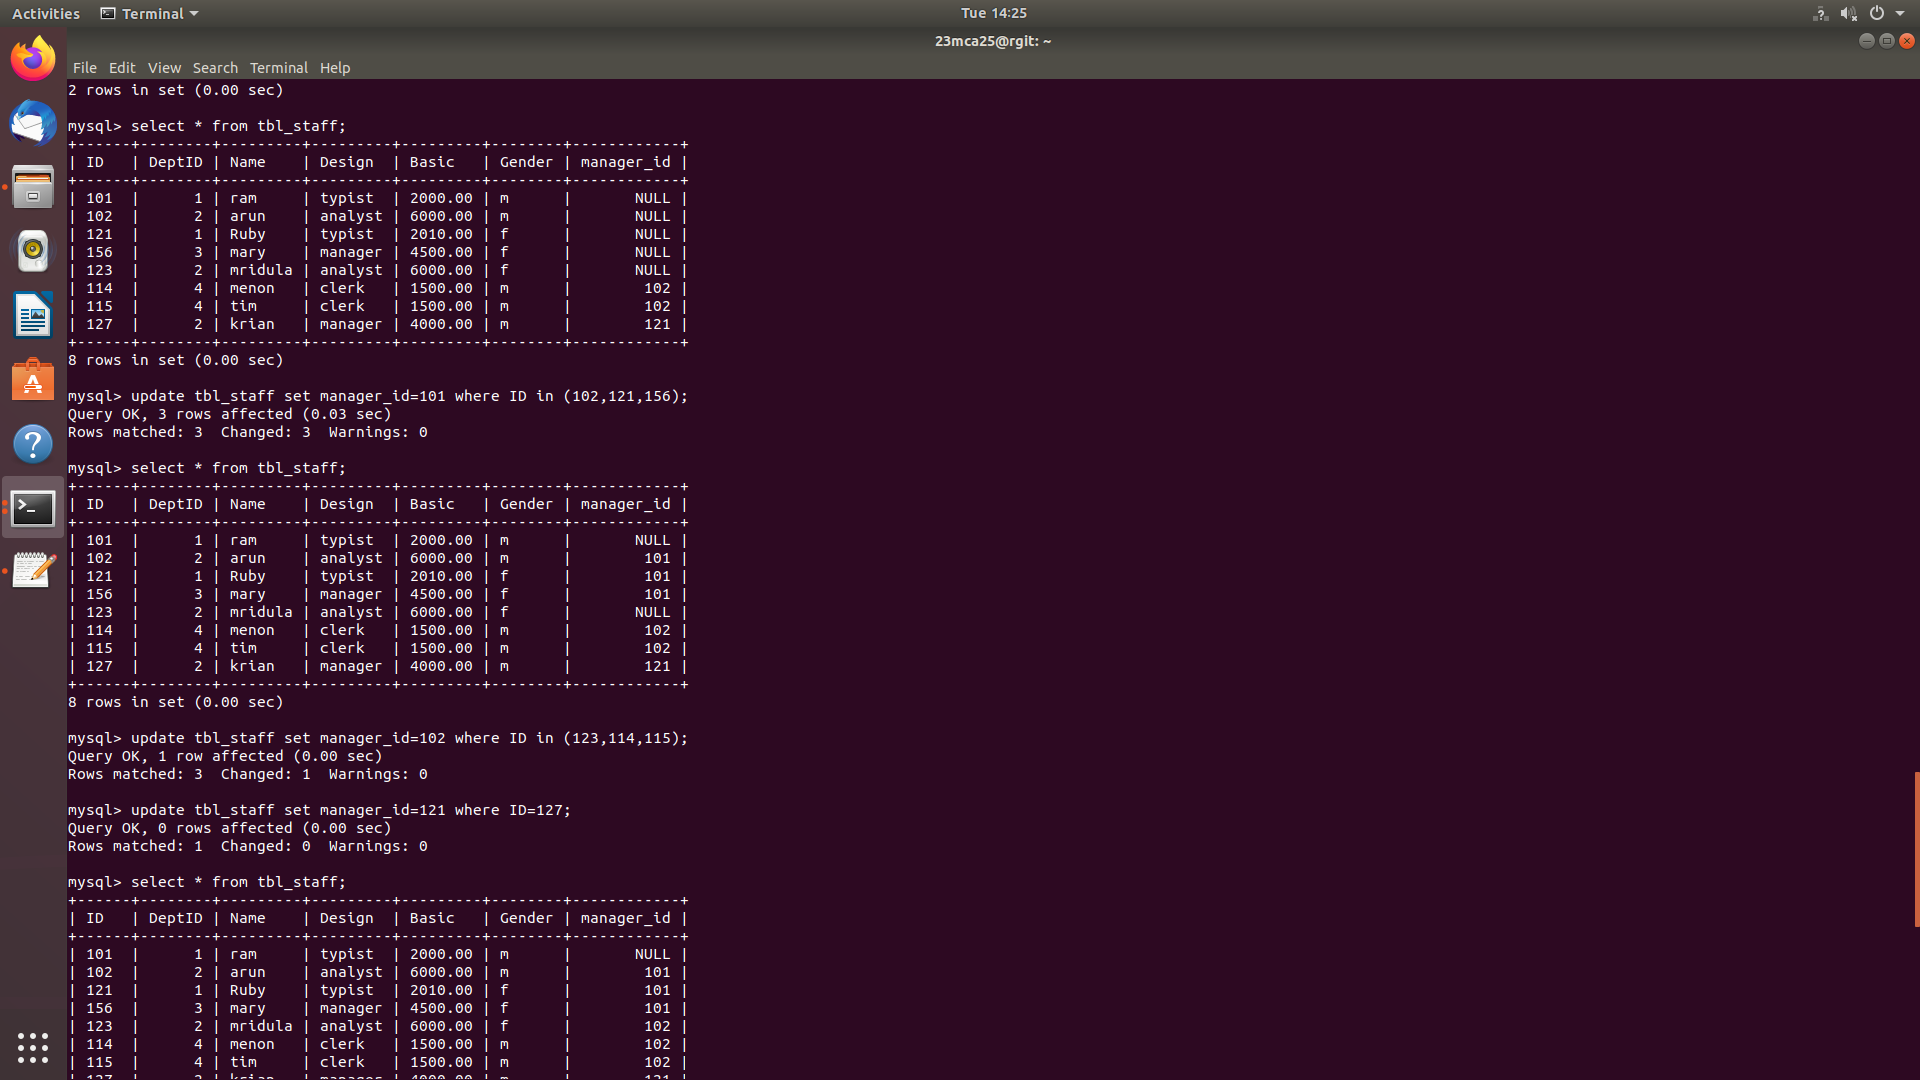 Activities Terminal Tue 14:25
23mca25@rgit: ~
File Edit View Search Terminal Help
2 rows in set (0.00 sec)
mysql> select * from tbl_staff;
+------+--------+---------+---------+---------+--------+------------+
| ID   | DeptID | Name    | Design  | Basic   | Gender | manager_id |
+------+--------+---------+---------+---------+--------+------------+
| 101  |      1 | ram     | typist  | 2000.00 | m      |       NULL |
| 102  |      2 | arun    | analyst | 6000.00 | m      |       NULL |
| 121  |      1 | Ruby    | typist  | 2010.00 | f      |       NULL |
| 156  |      3 | mary    | manager | 4500.00 | f      |       NULL |
| 123  |      2 | mridula | analyst | 6000.00 | f      |       NULL |
| 114  |      4 | menon   | clerk   | 1500.00 | m      |        102 |
| 115  |      4 | tim     | clerk   | 1500.00 | m      |        102 |
| 127  |      2 | krian   | manager | 4000.00 | m      |        121 |
+------+--------+---------+---------+---------+--------+------------+
8 rows in set (0.00 sec)
mysql> update tbl_staff set manager_id=101 where ID in (102,121,156);
Query OK, 3 rows affected (0.03 sec)
Rows matched: 3  Changed: 3  Warnings: 0
mysql> select * from tbl_staff;
+------+--------+---------+---------+---------+--------+------------+
| ID   | DeptID | Name    | Design  | Basic   | Gender | manager_id |
+------+--------+---------+---------+---------+--------+------------+
| 101  |      1 | ram     | typist  | 2000.00 | m      |       NULL |
| 102  |      2 | arun    | analyst | 6000.00 | m      |        101 |
| 121  |      1 | Ruby    | typist  | 2010.00 | f      |        101 |
| 156  |      3 | mary    | manager | 4500.00 | f      |        101 |
| 123  |      2 | mridula | analyst | 6000.00 | f      |       NULL |
| 114  |      4 | menon   | clerk   | 1500.00 | m      |        102 |
| 115  |      4 | tim     | clerk   | 1500.00 | m      |        102 |
| 127  |      2 | krian   | manager | 4000.00 | m      |        121 |
+------+--------+---------+---------+---------+--------+------------+
8 rows in set (0.00 sec)
mysql> update tbl_staff set manager_id=102 where ID in (123,114,115);
Query OK, 1 row affected (0.00 sec)
Rows matched: 3  Changed: 1  Warnings: 0
mysql> update tbl_staff set manager_id=121 where ID=127;
Query OK, 0 rows affected (0.00 sec)
Rows matched: 1  Changed: 0  Warnings: 0
mysql> select * from tbl_staff;
+------+--------+---------+---------+---------+--------+------------+
| ID   | DeptID | Name    | Design  | Basic   | Gender | manager_id |
+------+--------+---------+---------+---------+--------+------------+
| 101  |      1 | ram     | typist  | 2000.00 | m      |       NULL |
| 102  |      2 | arun    | analyst | 6000.00 | m      |        101 |
| 121  |      1 | Ruby    | typist  | 2010.00 | f      |        101 |
| 156  |      3 | mary    | manager | 4500.00 | f      |        101 |
| 123  |      2 | mridula | analyst | 6000.00 | f      |        102 |
| 114  |      4 | menon   | clerk   | 1500.00 | m      |        102 |
| 115  |      4 | tim     | clerk   | 1500.00 | m      |        102 |